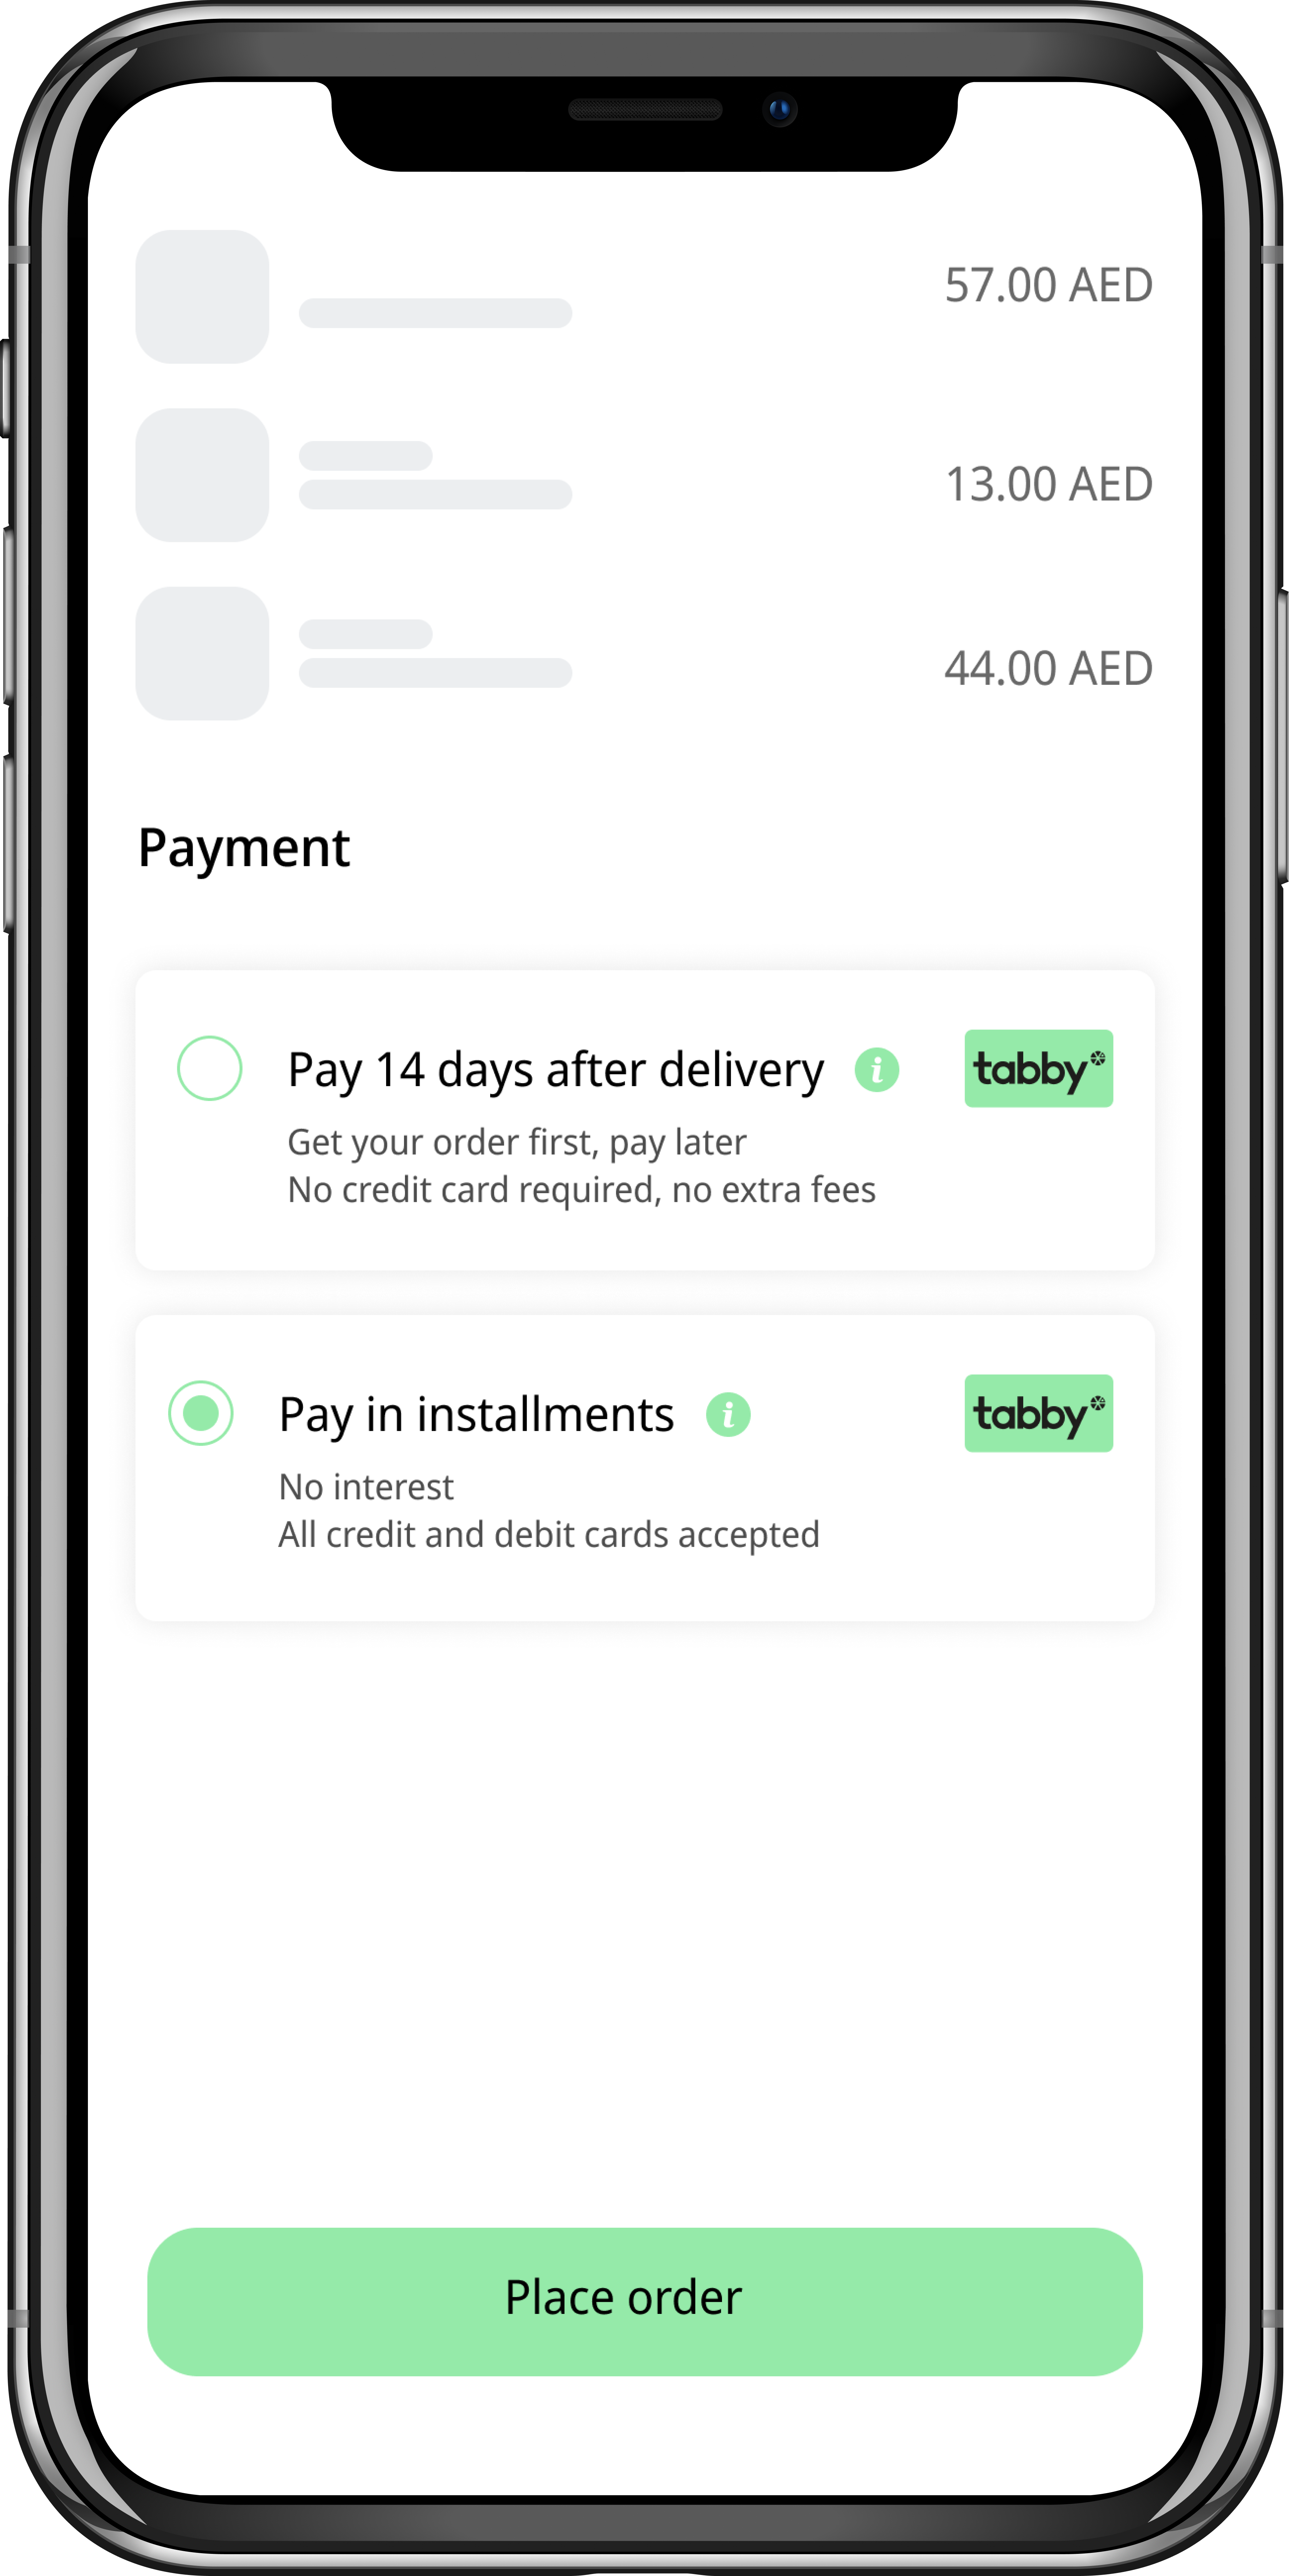 57.00 AED
13.00 AED
44.00 AED
Payment
Pay 14 days after delivery i tabby
Get your order first, pay later
No credit card required, no extra fees
Pay in installments i tabby
No interest
All credit and debit cards accepted
Place order